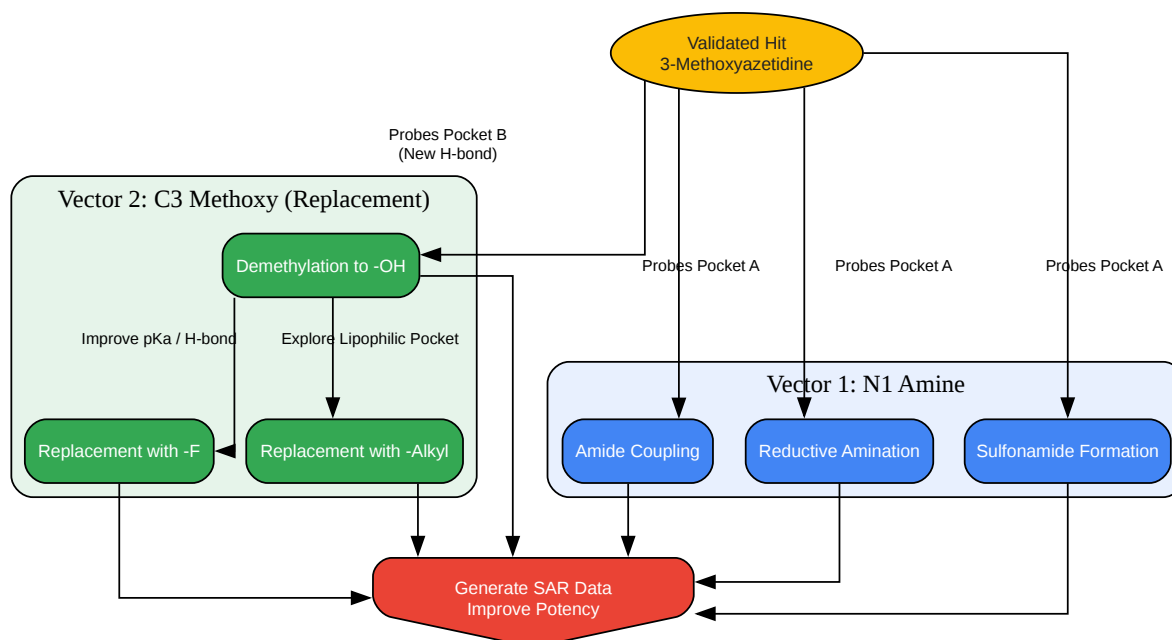 Validated Hit
3-Methoxyazetidine
Probes Pocket B
(New H-bond)
Vector 2: C3 Methoxy (Replacement)
Demethylation to -OH
Probes Pocket A
Probes Pocket A
Probes Pocket A
Improve pKa / H-bond
Explore Lipophilic Pocket
Vector 1: N1 Amine
Replacement with -F
Replacement with -Alkyl
Amide Coupling
Reductive Amination
Sulfonamide Formation
Generate SAR Data
Improve Potency